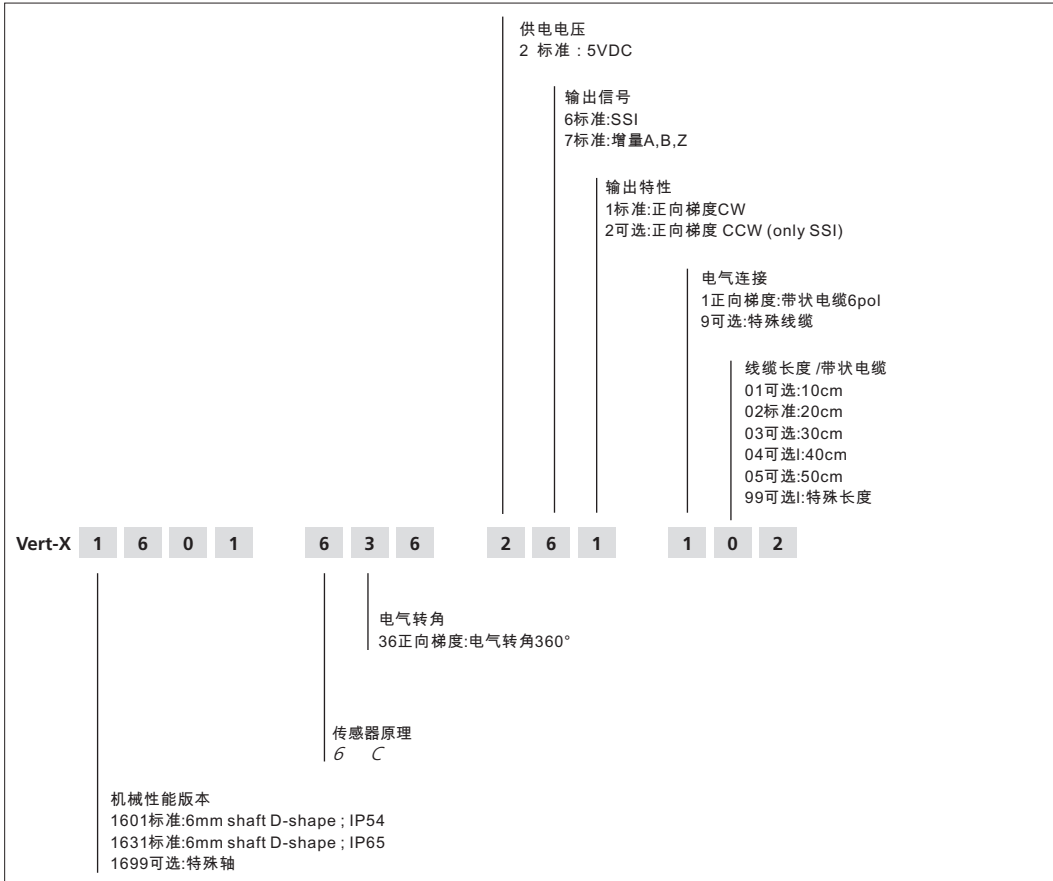 供电电压
2 标准 : 5VDC
输出信号
6标准:SSI
7标准:增量A,B,Z
输出特性
1标准:正向梯度CW
2可选:正向梯度 CCW (only SSI)
电气连接
1正向梯度:带状电缆6pol
9可选:特殊线缆
线缆长度 /带状电缆
01可选:10cm
02标准:20cm
03可选:30cm
04可选l:40cm
05可选:50cm
99可选l:特殊长度
Vert-X 1 6 0 1 6 3 6 2 6 1 1 0 2
电气转角
36正向梯度:电气转角360°
传感器原理
6 C
机械性能版本
1601标准:6mm shaft D-shape ; IP54
1631标准:6mm shaft D-shape ; IP65
1699可选:特殊轴